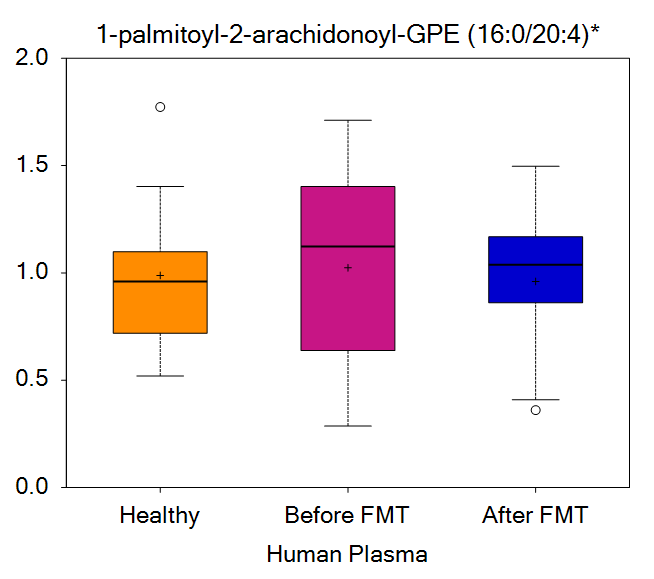 1-palmitoyl-2-arachidonoyl-GPE (16:0/20:4)*
2.0
1.5
1.0
0.5
0.0
Healthy Before FMT After FMT
Human Plasma